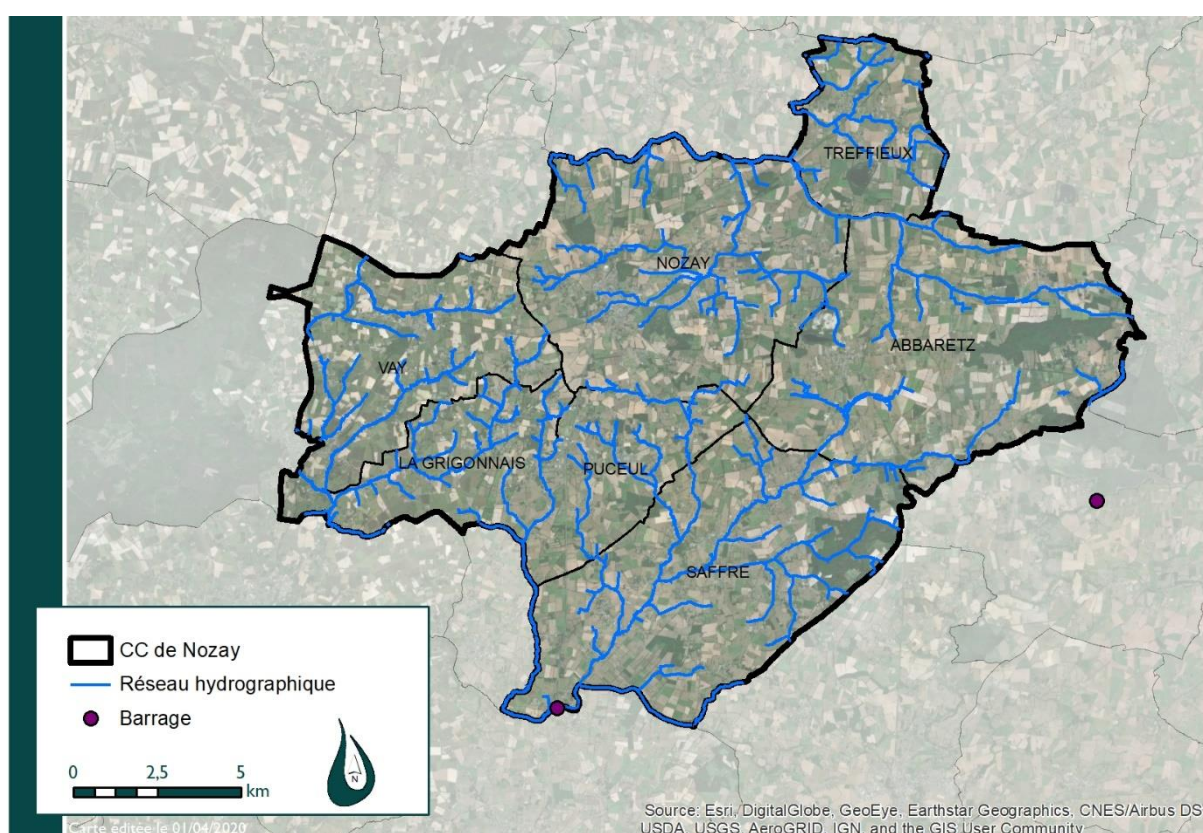 TREFFIEUX
NOZAY
ABBARETZ
VAY
LA GRIGONNAIS
PUCEUL
SAFFRE
CC de Nozay
Réseau hydrographique
Barrage
0 2,5 5
km
N
Carte éditée le 01/04/2020
Source: Esri, DigitalGlobe, GeoEye, Earthstar Geographics, CNES/Airbus DS
USDA, USGS, AeroGRID, IGN, and the GIS User Community